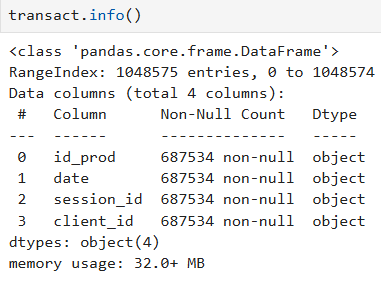 transact.info()
<class 'pandas.core.frame.DataFrame'>
RangeIndex: 1048575 entries, 0 to 1048574
Data columns (total 4 columns):
 #   Column      Non-Null Count   Dtype
---  ------      --------------   -----
 0   id_prod     687534 non-null  object
 1   date        687534 non-null  object
 2   session_id  687534 non-null  object
 3   client_id   687534 non-null  object
dtypes: object(4)
memory usage: 32.0+ MB